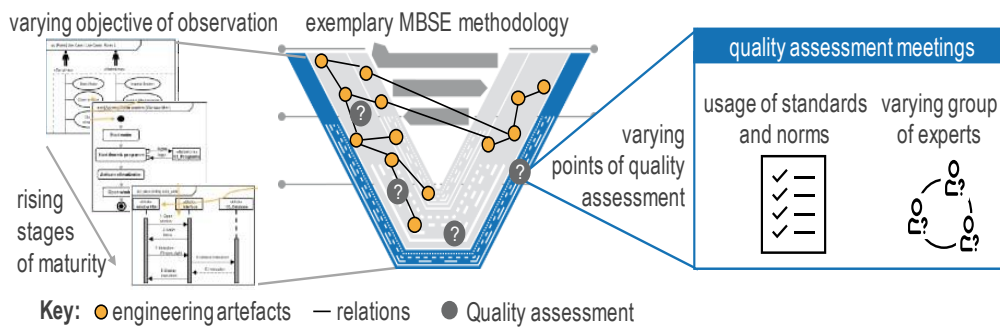 varying objective of observation
exemplary MBSE methodology
quality assessment meetings
usage of standards
and norms
varying group
of experts
varying
points of quality
assessment
rising
stages
of maturity
?
?
?
?
Key: engineering artefacts — relations Quality assessment